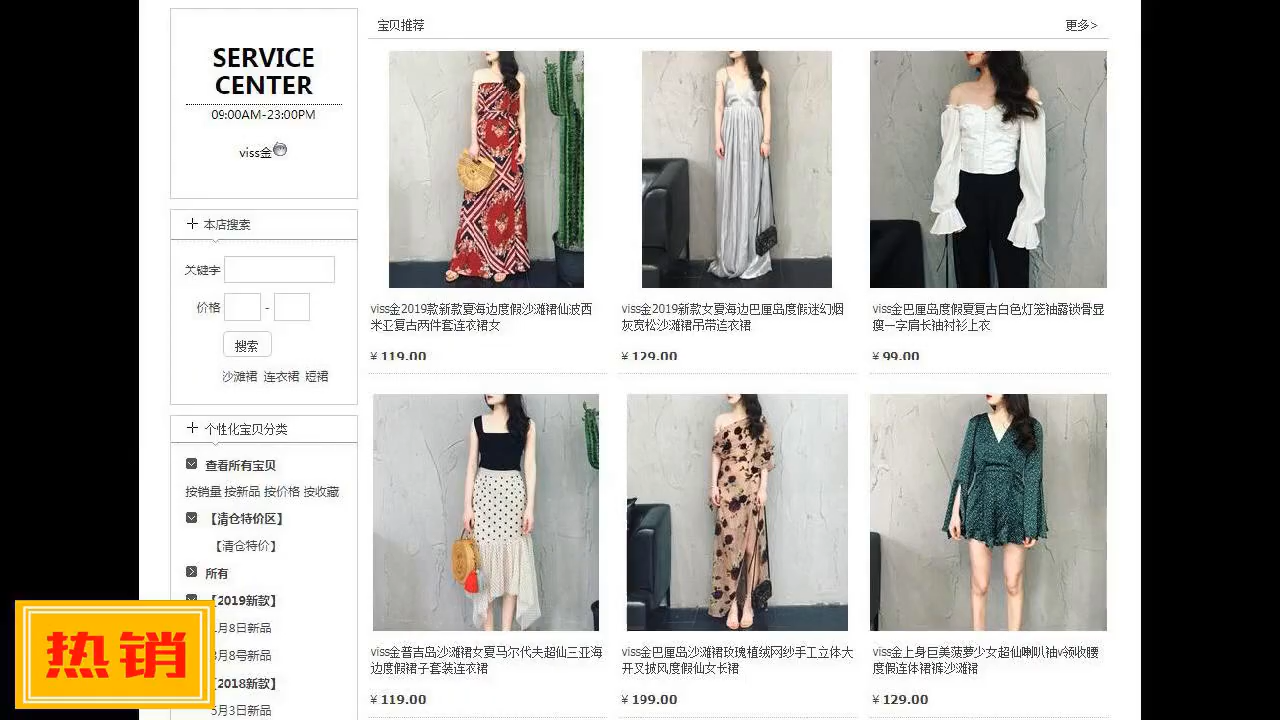 SERVICE
CENTER
09:00AM-23:00PM
viss金
本店搜索
关键字
价格
-
搜索
沙滩裙 连衣裙 短裙
个性化宝贝分类
查看所有宝贝
按销量 按新品 按价格 按收藏
【清仓特价区】
【清仓特价】
所有
【2019新款】
1月8日新品
3月8号新品
【2018新款】
5月3日新品
热销
宝贝推荐
更多>
viss金2019款新款夏海边度假沙滩裙仙波西
米亚复古两件套连衣裙女
¥ 119.00
viss金2019新款女夏海边巴厘岛度假迷幻烟
灰宽松沙滩裙吊带连衣裙
¥ 129.00
viss金巴厘岛度假夏复古白色灯笼袖露锁骨显
瘦一字肩长袖衬衫上衣
¥ 99.00
viss金普吉岛沙滩裙女夏马尔代夫超仙三亚海
边度假裙子套装连衣裙
¥ 119.00
viss金巴厘岛沙滩裙玫瑰植绒网纱手工立体大
开叉披风度假仙女长裙
¥ 199.00
viss金上身巨美菠萝少女超仙喇叭袖v领收腰
度假连体裙裤沙滩裙
¥ 129.00